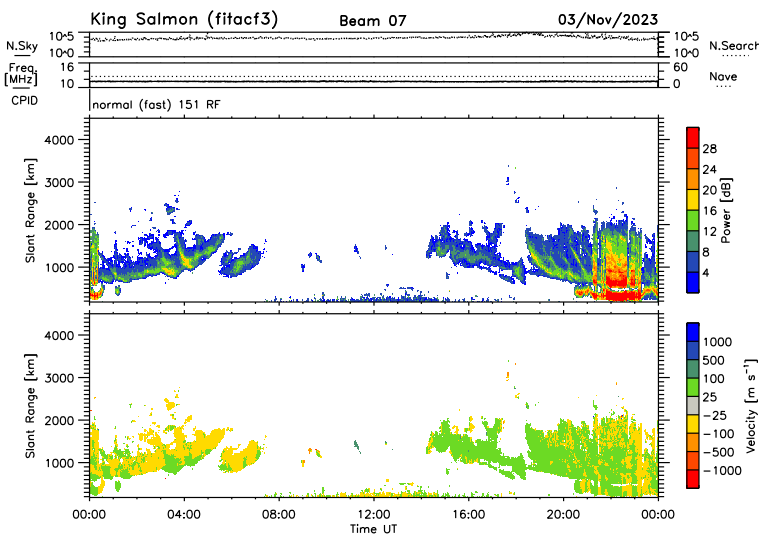 King Salmon (fitacf3) Beam 07 03/Nov/2023
N.Sky 10^5 10^0 10^5 10^0 N.Search
Freq. [MHz] 16 10 60 0 Nave
CPID normal (fast) 151 RF
Slant Range [km] 4000 3000 2000 1000
28 24 20 16 12 8 4 Power [dB]
Slant Range [km] 4000 3000 2000 1000
1000 500 100 25 -25 -100 -500 -1000 Velocity [m s⁻¹]
00:00 04:00 08:00 12:00 16:00 20:00 00:00
Time UT